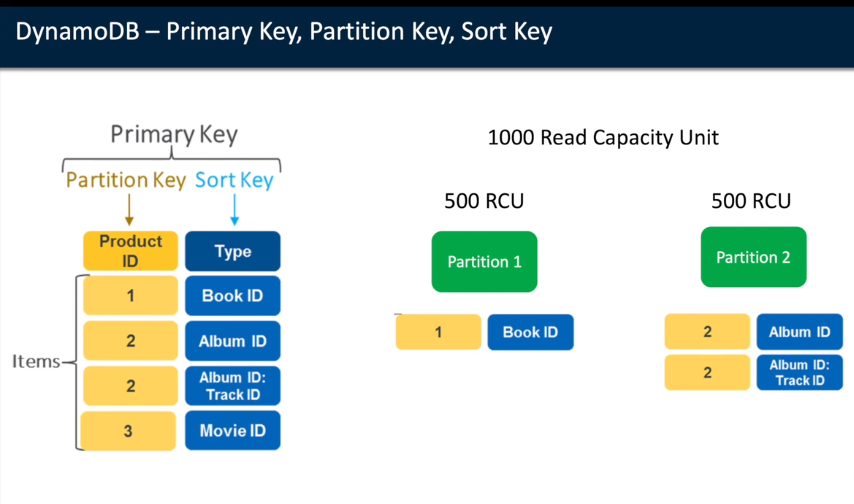 DynamoDB – Primary Key, Partition Key, Sort Key
Primary Key
Partition Key Sort Key
Product
ID
Type
1
Book ID
2
Album ID
2
Album ID:
Track ID
3
Movie ID
Items
1000 Read Capacity Unit
500 RCU
500 RCU
Partition 1
Partition 2
1
Book ID
2
Album ID
2
Album ID:
Track ID